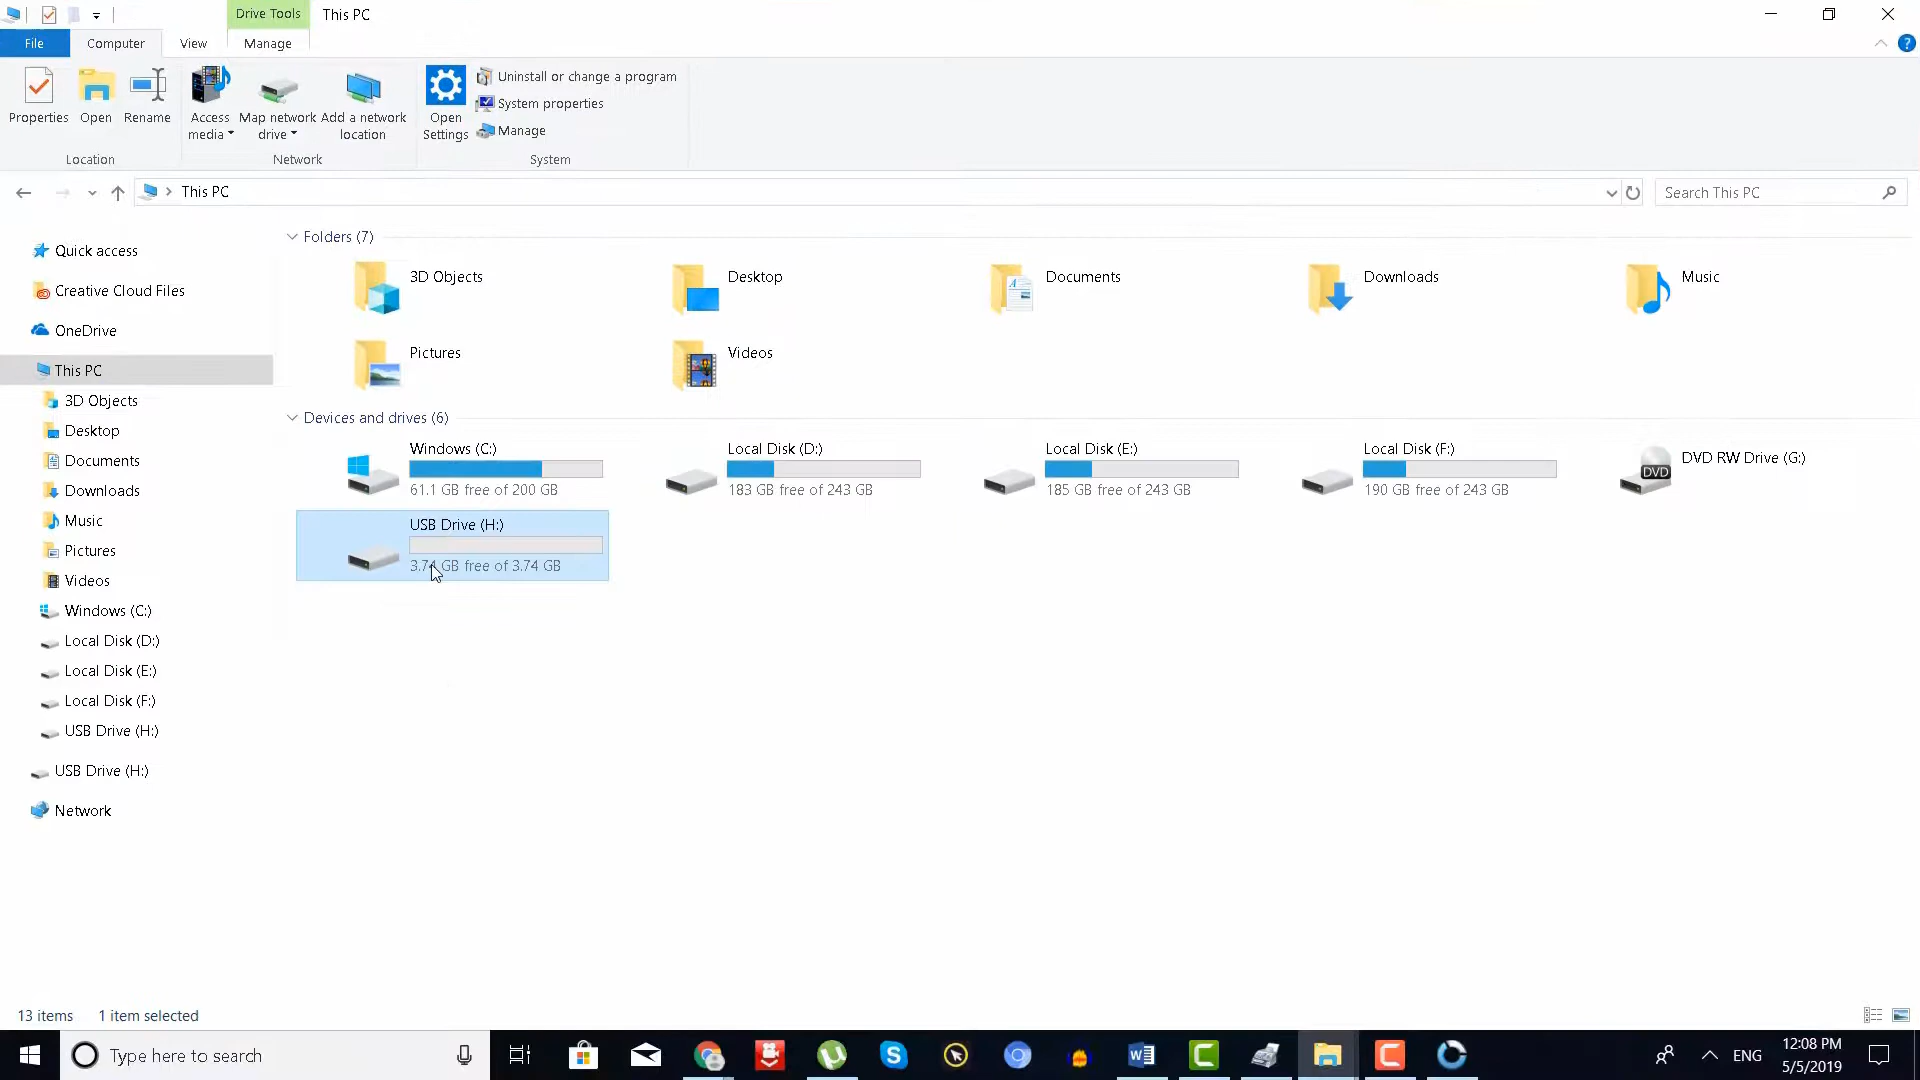 Drive Tools
This PC
File
Computer
View
Manage
Properties
Open
Rename
Access
media
Map network
drive
Add a network
location
Open
Settings
Uninstall or change a program
System properties
Manage
Location
Network
System
This PC
Search This PC
Quick access
Creative Cloud Files
OneDrive
This PC
3D Objects
Desktop
Documents
Downloads
Music
Pictures
Videos
Windows (C:)
Local Disk (D:)
Local Disk (E:)
Local Disk (F:)
USB Drive (H:)
USB Drive (H:)
Network
Folders (7)
3D Objects
Desktop
Documents
Downloads
Music
Pictures
Videos
Devices and drives (6)
Windows (C:)
61.1 GB free of 200 GB
Local Disk (D:)
183 GB free of 243 GB
Local Disk (E:)
185 GB free of 243 GB
Local Disk (F:)
190 GB free of 243 GB
DVD
DVD RW Drive (G:)
USB Drive (H:)
3.74 GB free of 3.74 GB
13 items
1 item selected
Type here to search
ENG
12:08 PM
5/5/2019